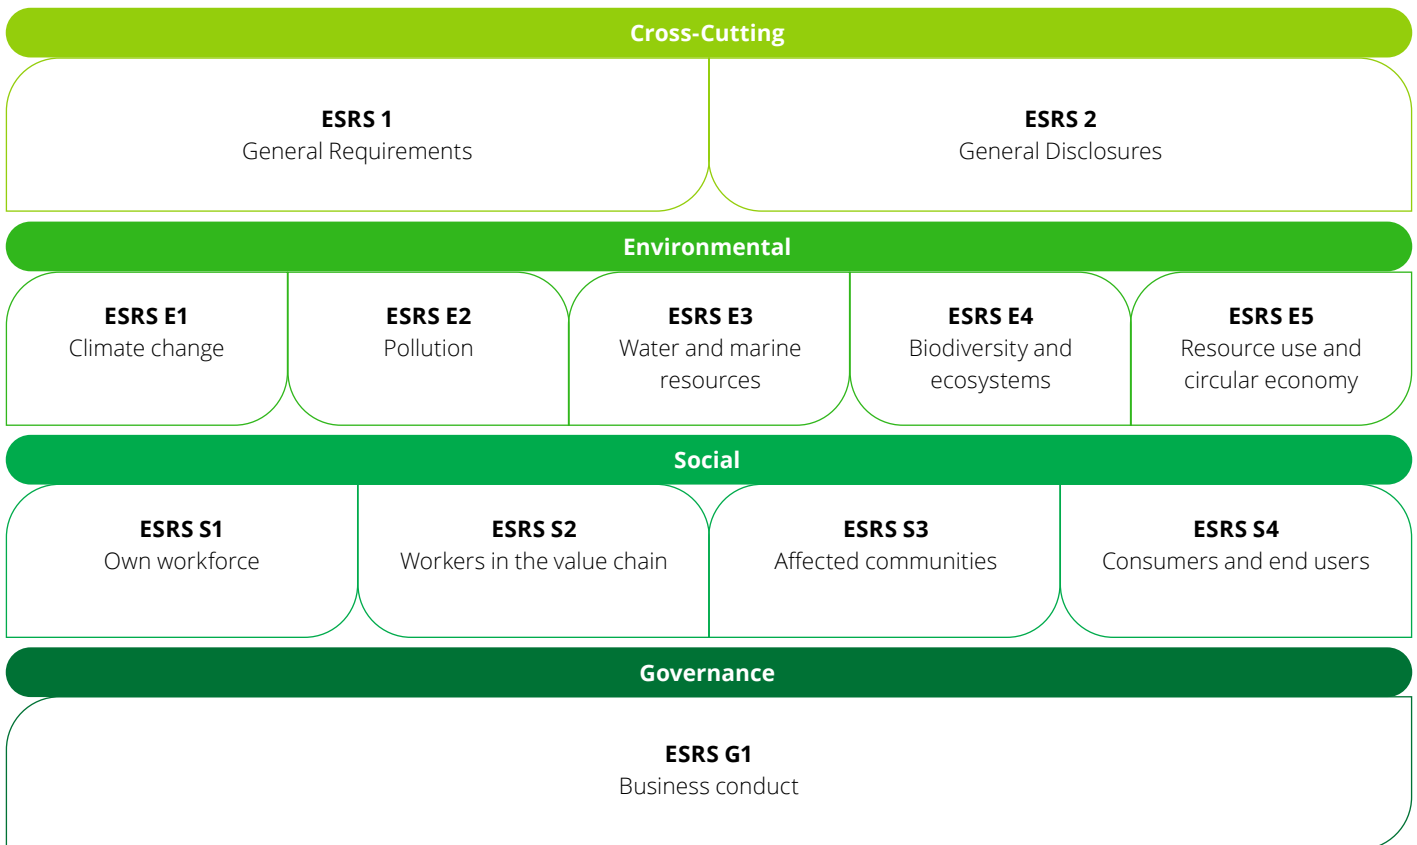 Cross-Cutting
ESRS 1
General Requirements
ESRS 2
General Disclosures
Environmental
ESRS E1
Climate change
ESRS E2
Pollution
ESRS E3
Water and marine
resources
ESRS E4
Biodiversity and
ecosystems
ESRS E5
Resource use and
circular economy
Social
ESRS S1
Own workforce
ESRS S2
Workers in the value chain
ESRS S3
Affected communities
ESRS S4
Consumers and end users
Governance
ESRS G1
Business conduct